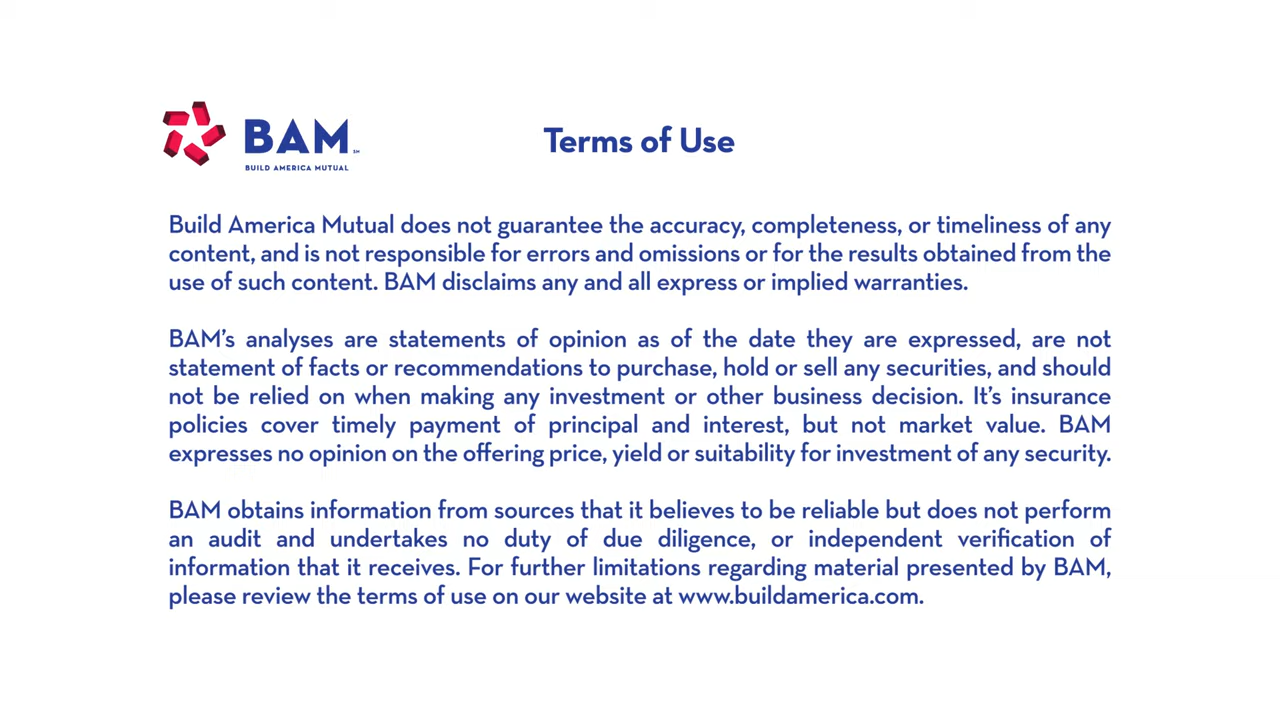 BAM SM
BUILD AMERICA MUTUAL
Terms of Use
Build America Mutual does not guarantee the accuracy, completeness, or timeliness of any
content, and is not responsible for errors and omissions or for the results obtained from the
use of such content. BAM disclaims any and all express or implied warranties.
BAM’s analyses are statements of opinion as of the date they are expressed, are not
statement of facts or recommendations to purchase, hold or sell any securities, and should
not be relied on when making any investment or other business decision. It’s insurance
policies cover timely payment of principal and interest, but not market value. BAM
expresses no opinion on the offering price, yield or suitability for investment of any security.
BAM obtains information from sources that it believes to be reliable but does not perform
an audit and undertakes no duty of due diligence, or independent verification of
information that it receives. For further limitations regarding material presented by BAM,
please review the terms of use on our website at www.buildamerica.com.